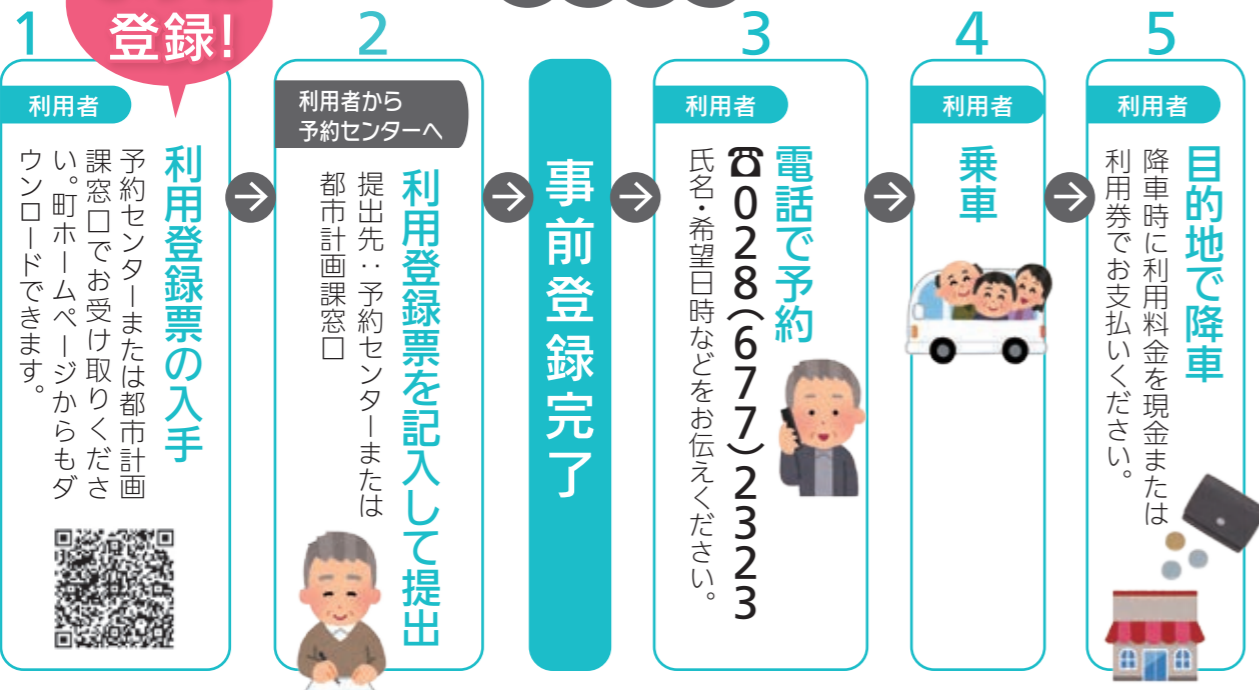 登録!
1
利用者
利用登録票の入手
予約センターまたは都市計画
課窓口でお受け取りくださ
い。町ホームページからもダ
ウンロードできます。
2
利用者から
予約センターへ
利用登録票を記入して提出
提出先:予約センターまたは
都市計画課窓口
事前登録完了
3
利用者
電話で予約
☎028(677)2323
氏名・希望日時などをお伝えください。
4
利用者
乗車
5
利用者
目的地で降車
降車時に利用料金を現金または
利用券でお支払いください。